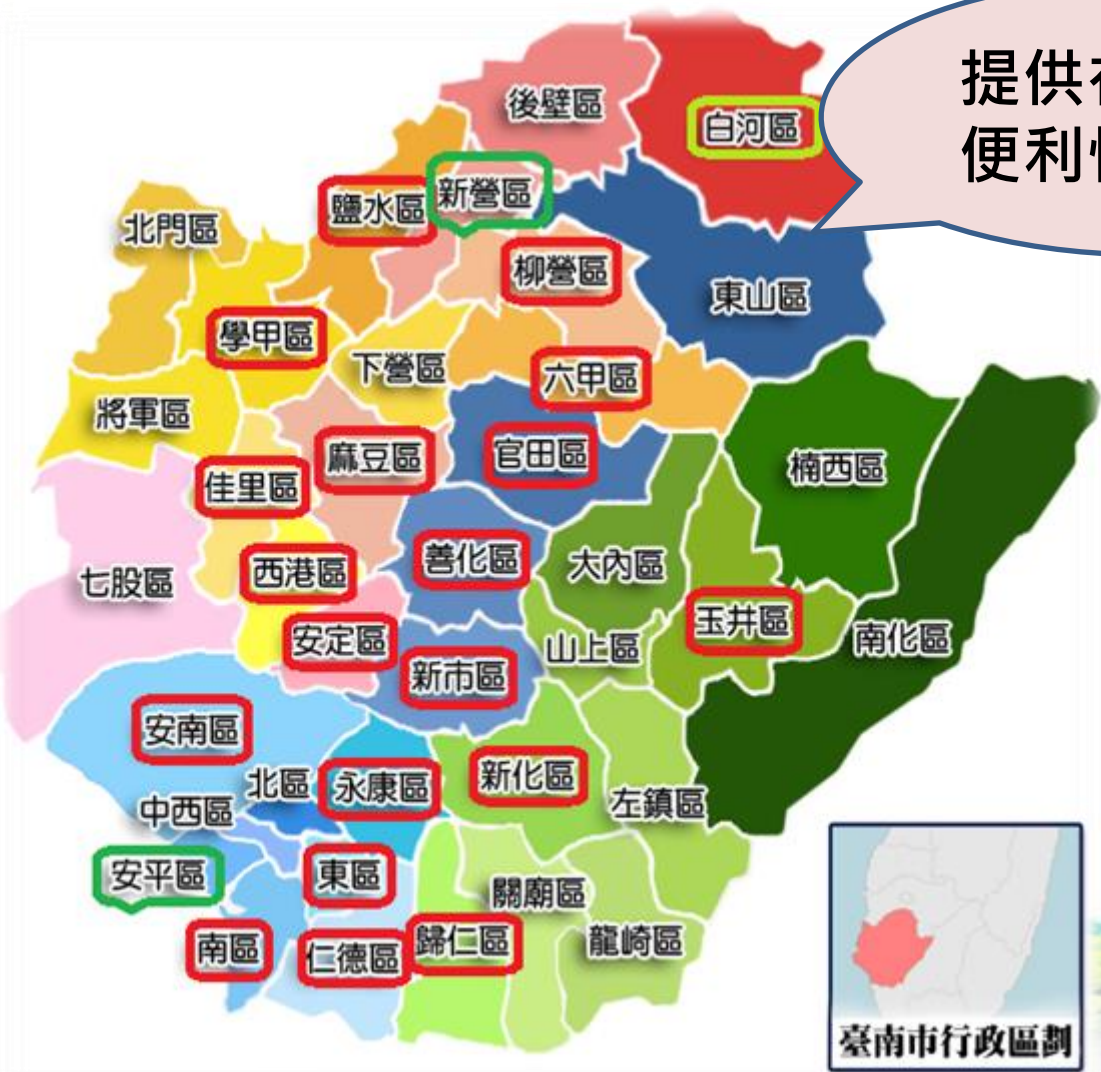 提供在
便利性
後壁區
白河區
新營區
鹽水區
北門區
柳營區
東山區
學甲區
下營區
六甲區
將軍區
麻豆區
官田區
楠西區
佳里區
善化區
大內區
七股區
西港區
玉井區
安定區
山上區
南化區
新市區
安南區
新化區
北區
永康區
左鎮區
中西區
安平區
東區
關廟區
南區
仁德區
歸仁區
龍崎區
臺南市行政區劃